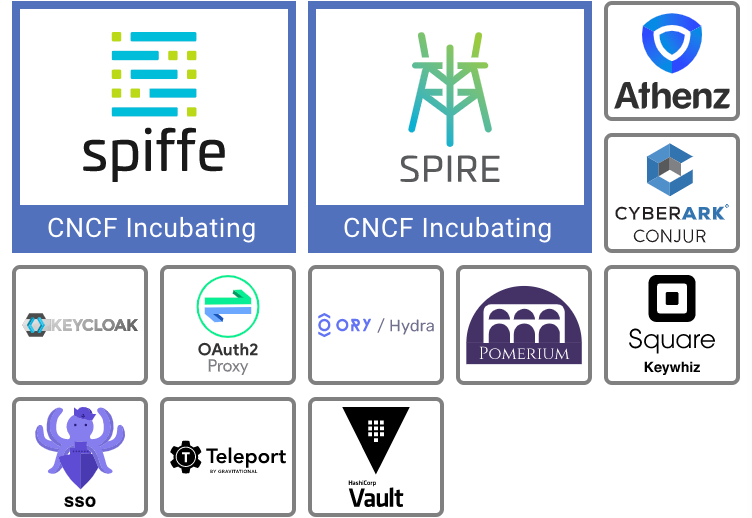 spiffe
CNCF Incubating
SPIRE
CNCF Incubating
Athenz
CYBERARK°
CONJUR
KEYCLOAK
OAuth2
Proxy
ORY / Hydra
POMERIUM
Square
Keywhiz
sso
T
Teleport
BY GRAVITATIONAL
HashiCorp
Vault